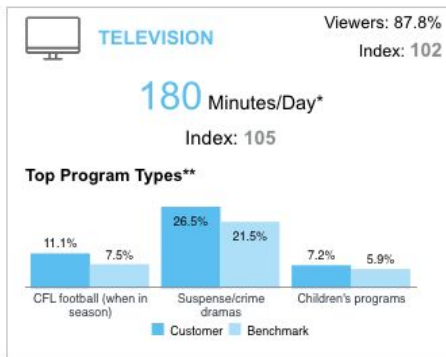 TELEVISION
Viewers: 87.8%
Index: 102
180 Minutes/Day*
Index: 105
Top Program Types**
11.1%
7.5%
26.5%
21.5%
7.2%
5.9%
CFL football (when in
season)
Suspense/crime
dramas
Children's programs
Customer
Benchmark